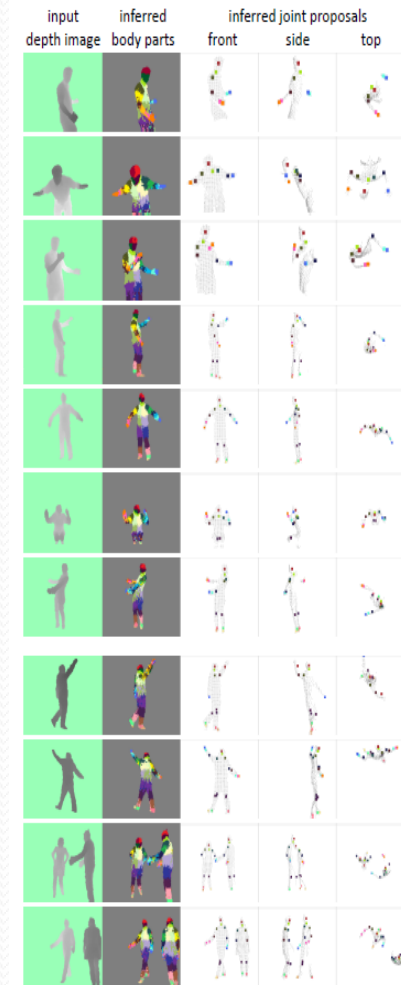 input inferred inferred joint proposals
depth image body parts front side top